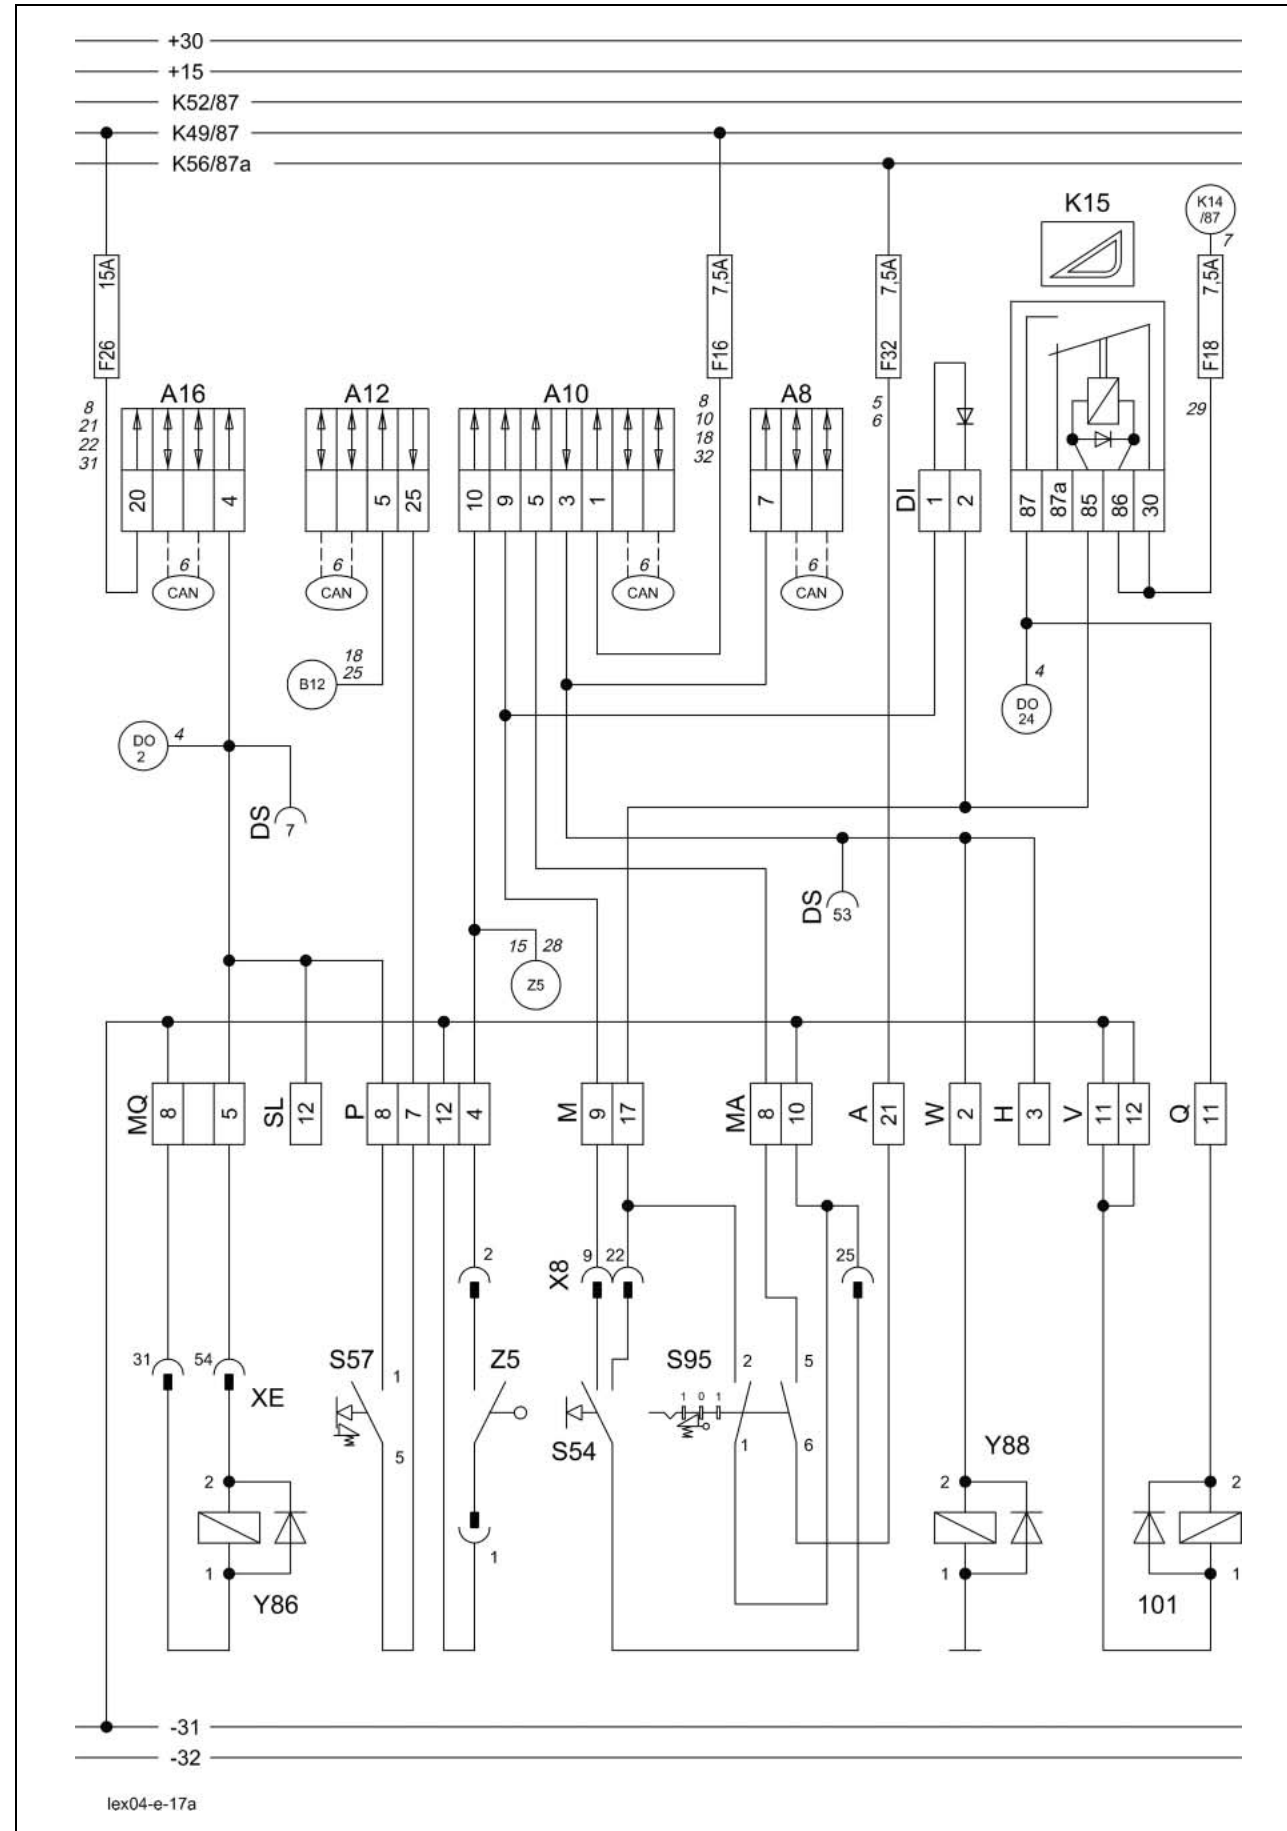 +30
+15
K52/87
K49/87
K56/87a
K15
K14
/87
7
15A
F26
7,5A
F16
7,5A
F32
7,5A
F18
A16
A12
A10
A8
8
21
22
31
8
10
18
32
5
6
29
20
4
5
25
10
9
5
3
1
7
DI
1
2
87
87a
85
86
30
6
CAN
6
CAN
6
CAN
6
CAN
18
25
B12
4
DO
24
DO
2
4
DS
7
DS
53
15
28
Z5
MQ
8
5
SL
12
P
8
7
12
4
M
9
17
MA
8
10
A
21
W
2
H
3
V
11
12
Q
11
2
X8
9
22
25
31
54
XE
S57
1
5
Z5
1
S54
S95
1 0 1
2
1
5
6
Y88
2
1
2
1
Y86
2
1
101
-31
-32
lex04-e-17a